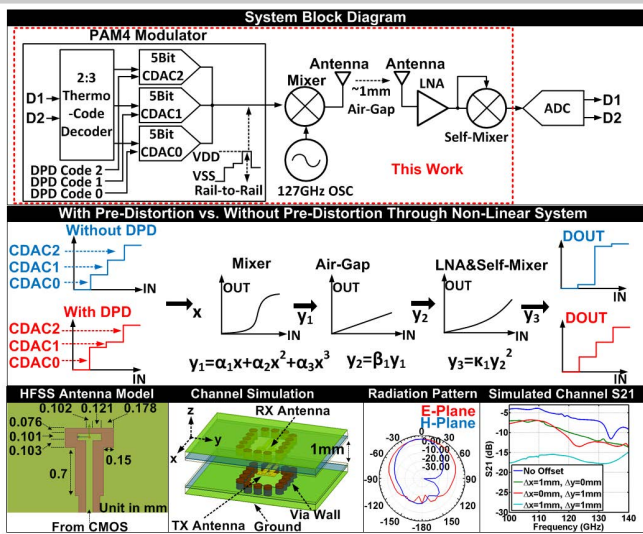 System Block Diagram
PAM4 Modulator
D1
D2
2:3
Thermo
-Code
Decoder
5Bit
CDAC2
5Bit
CDAC1
5Bit
CDAC0
DPD Code 2
DPD Code 1
DPD Code 0
VDD
VSS
Rail-to-Rail
Mixer
127GHz OSC
Antenna
~1mm
Air-Gap
Antenna
LNA
Self-Mixer
This Work
ADC
D1
D2
With Pre-Distortion vs. Without Pre-Distortion Through Non-Linear System
Without DPD
CDAC2
CDAC1
CDAC0
IN
With DPD
CDAC2
CDAC1
CDAC0
IN
x
Mixer
OUT
IN
y₁=α₁x+α₂x²+α₃x³
y₁
Air-Gap
OUT
IN
y₂=β₁y₁
y₂
LNA&Self-Mixer
OUT
IN
y₃=κ₁y₂²
y₃
DOUT
IN
DOUT
IN
HFSS Antenna Model
0.102
0.121
0.178
0.076
0.101
0.103
0.7
0.15
Unit in mm
From CMOS
Channel Simulation
RX Antenna
z
y
x
1mm
Via Wall
TX Antenna
Ground
Radiation Pattern
E-Plane
H-Plane
0
-30
30
-60
60
-90
90
-120
120
-150
150
-180
0.00
-10.00
-20.00
-30.00
Simulated Channel S21
S21 (dB)
0
-5
-10
-15
-20
-25
No Offset
Δx=1mm, Δy=0mm
Δx=0mm, Δy=1mm
Δx=1mm, Δy=1mm
100
110
120
130
140
Frequency (GHz)